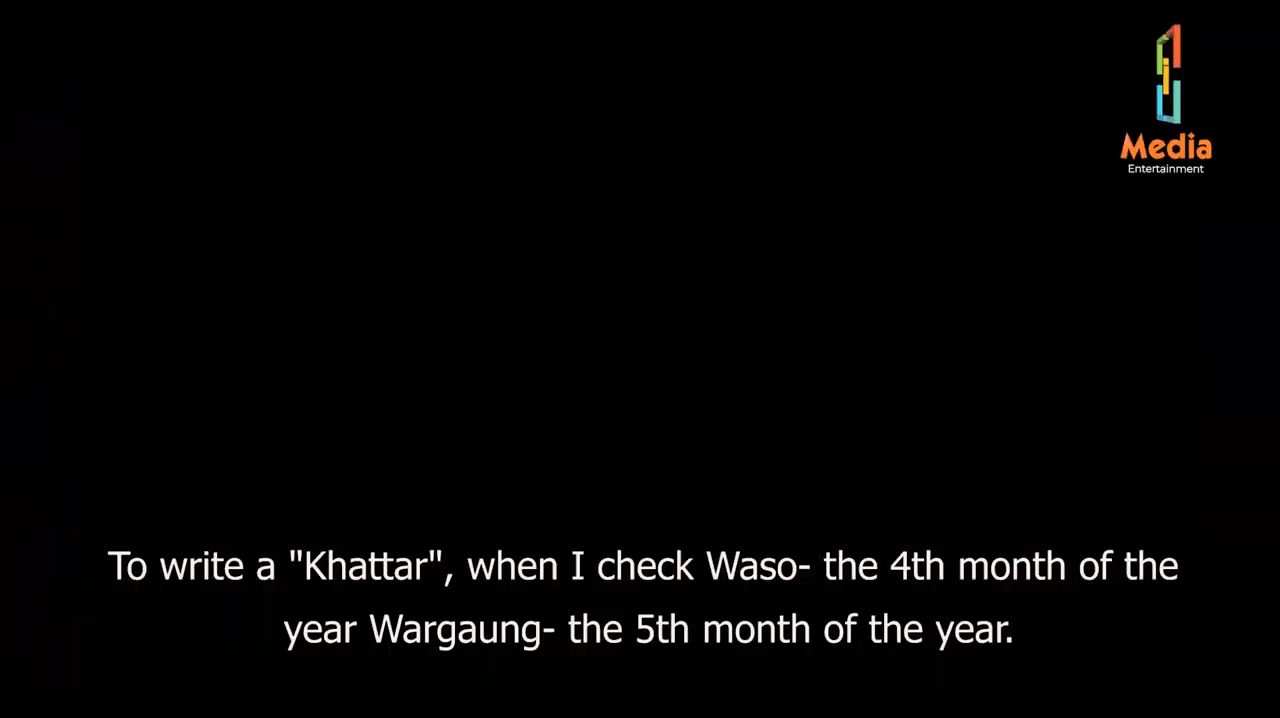 Media
Entertainment
To write a "Khattar", when I check Waso- the 4th month of the
year Wargaung- the 5th month of the year.